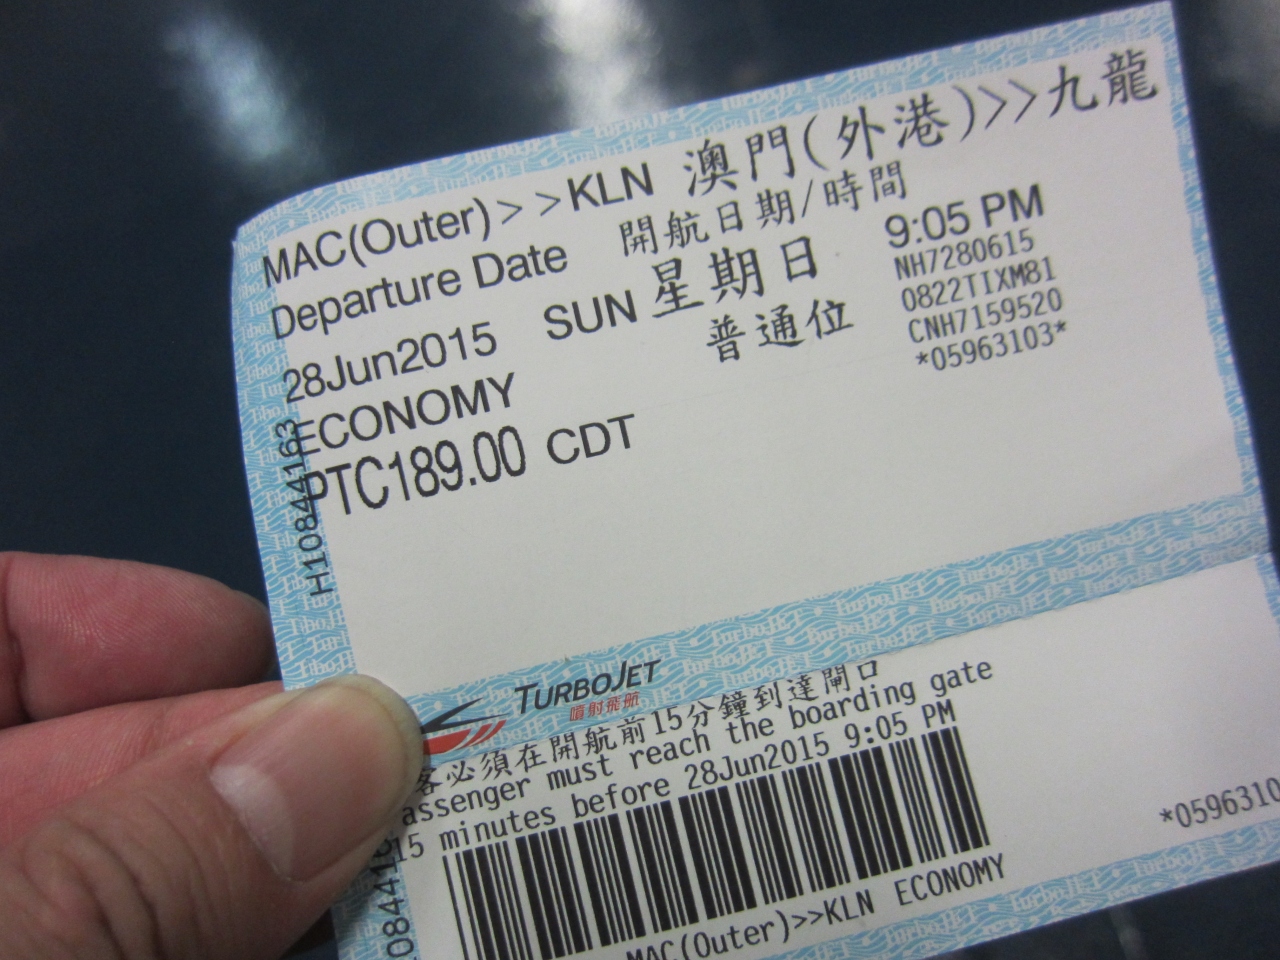 MAC(Outer)>>KLN 澳門(外港)>>九龍
Departure Date 開航日期/時間
28Jun2015 SUN 星期日 9:05 PM
ECONOMY 普通位
NH7280615
0822TIXM81
CNH7159520
*05963103*
PTC189.00 CDT
H10844163
TURBOJET
噴射飛航
客必須在開航前15分鐘到達閘口
assenger must reach the boarding gate
15 minutes before 28Jun2015 9:05 PM
*0596310
MAC(Outer)>>KLN ECONOMY